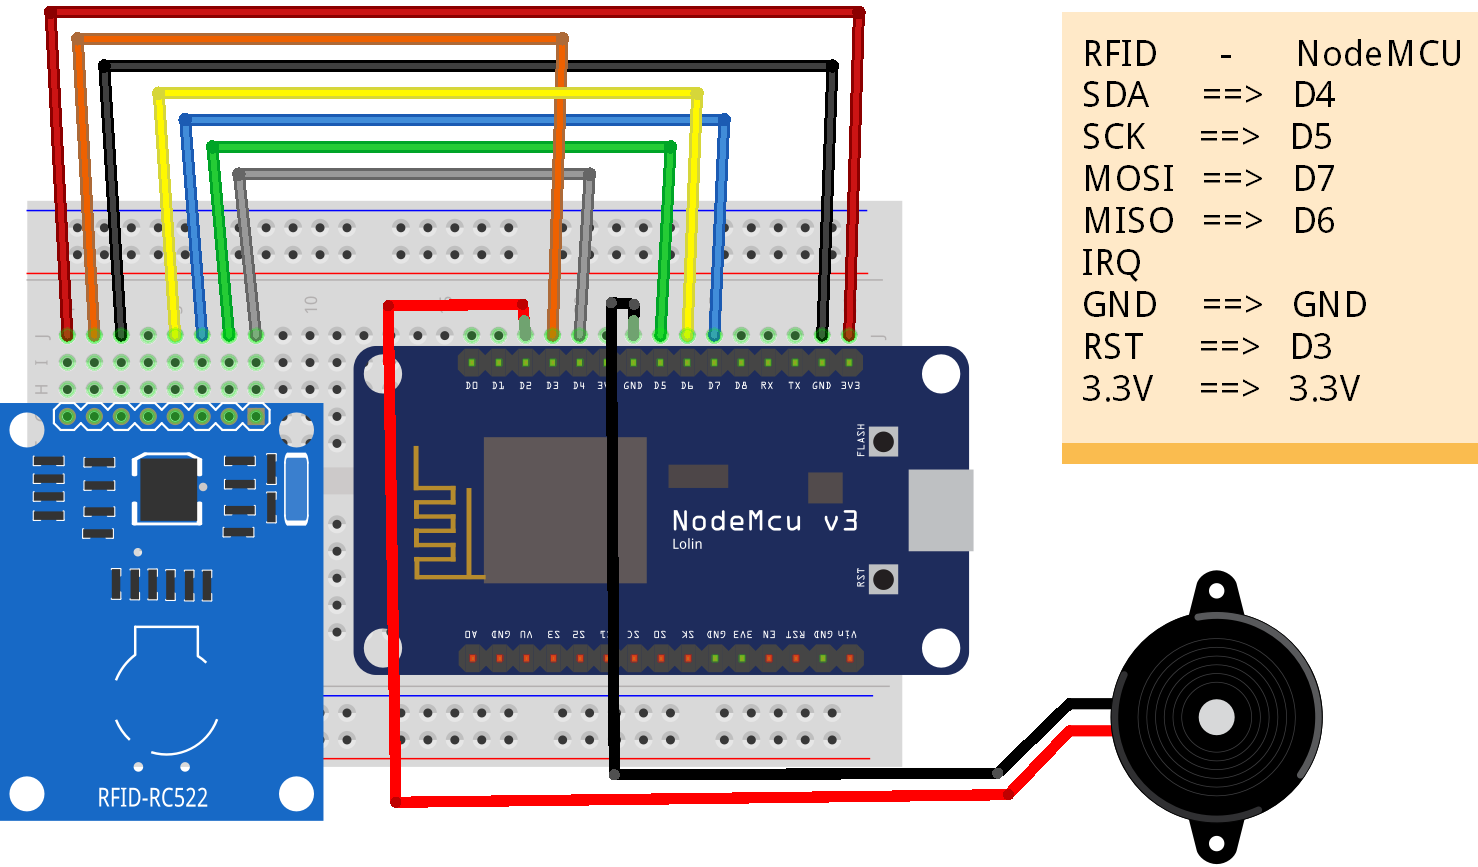 RFID - NodeMCU
SDA ==> D4
SCK ==> D5
MOSI ==> D7
MISO ==> D6
IRQ
GND ==> GND
RST ==> D3
3.3V ==> 3.3V
10
J J
I
H
D0 D1 D2 D3 D4 3V GND D5 D6 D7 D8 RX TX GND 3V3
FLASH
NodeMcu v3
Lolin
RST
A0 GND VU S3 S2 S1 SC S0 SK GND 3V3 EN RST GND Vin
RFID-RC522